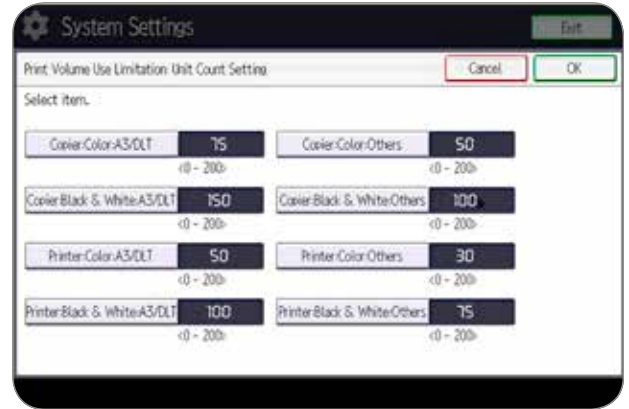 System Settings Exit
Print Volume Use Limitation Unit Count Setting Cancel OK
Select item.
Copier:Color:A3/DLT 75 Copier:Color:Others 50
<0 - 200> <0 - 200>
Copier:Black & White:A3/DLT 150 Copier:Black & White:Others 100
<0 - 200> <0 - 200>
Printer:Color:A3/DLT 50 Printer:Color:Others 30
<0 - 200> <0 - 200>
Printer:Black & White:A3/DLT 100 Printer:Black & White:Others 75
<0 - 200> <0 - 200>